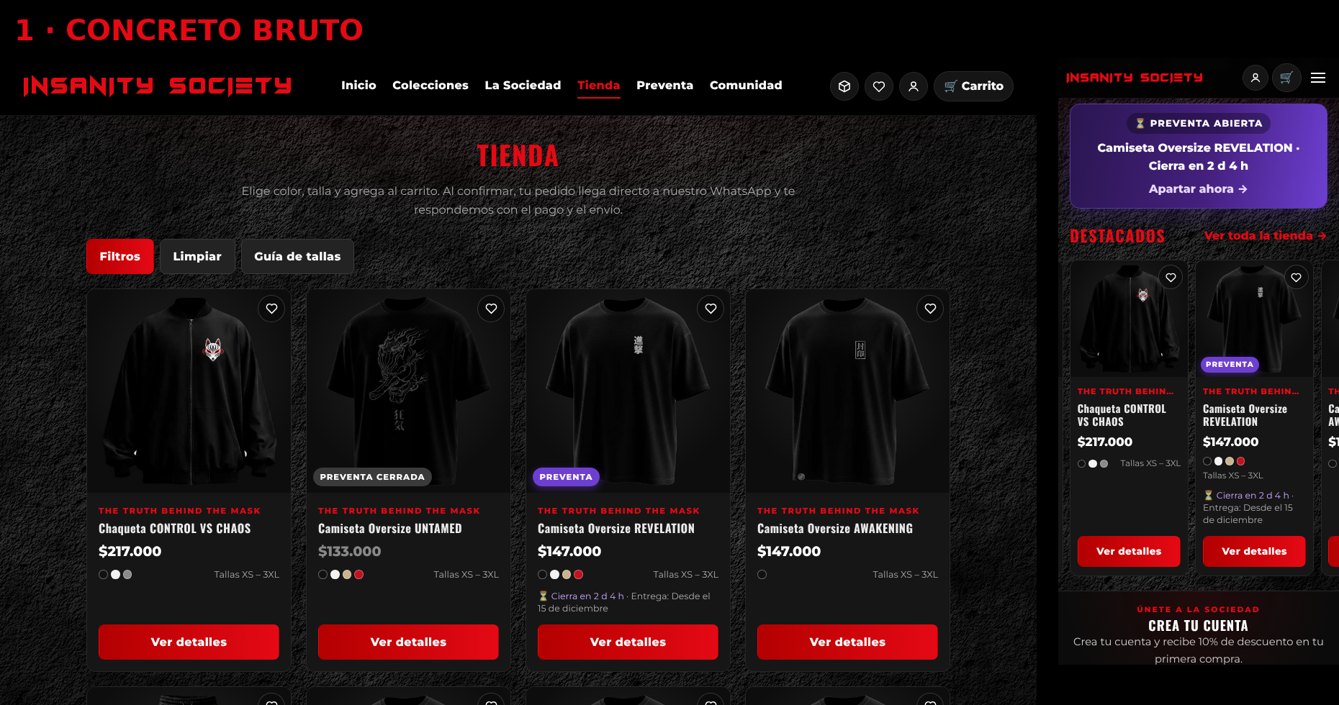 1 · CONCRETO BRUTO
INSANITY SOCIETY
Inicio Colecciones La Sociedad Tienda Preventa Comunidad
🛒 Carrito
TIENDA
Elige color, talla y agrega al carrito. Al confirmar, tu pedido llega directo a nuestro WhatsApp y te
respondemos con el pago y el envío.
Filtros Limpiar Guía de tallas
進撃
封印
狂気
PREVENTA CERRADA
PREVENTA
THE TRUTH BEHIND THE MASK
Chaqueta CONTROL VS CHAOS
$217.000
Tallas XS – 3XL
Ver detalles
THE TRUTH BEHIND THE MASK
Camiseta Oversize UNTAMED
$133.000
Tallas XS – 3XL
Ver detalles
THE TRUTH BEHIND THE MASK
Camiseta Oversize REVELATION
$147.000
Tallas XS – 3XL
⏳ Cierra en 2 d 4 h · Entrega: Desde el
15 de diciembre
Ver detalles
THE TRUTH BEHIND THE MASK
Camiseta Oversize AWAKENING
$147.000
Tallas XS – 3XL
Ver detalles
INSANITY SOCIETY
⏳ PREVENTA ABIERTA
Camiseta Oversize REVELATION ·
Cierra en 2 d 4 h
Apartar ahora →
DESTACADOS
Ver toda la tienda →
THE TRUTH BEHIN...
Chaqueta CONTROL
VS CHAOS
$217.000
Tallas XS – 3XL
Ver detalles
進撃
PREVENTA
THE TRUTH BEHIN...
Camiseta Oversize
REVELATION
$147.000
Tallas XS – 3XL
⏳ Cierra en 2 d 4 h ·
Entrega: Desde el 15
de diciembre
Ver detalles
ÚNETE A LA SOCIEDAD
CREA TU CUENTA
Crea tu cuenta y recibe 10% de descuento en tu
primera compra.